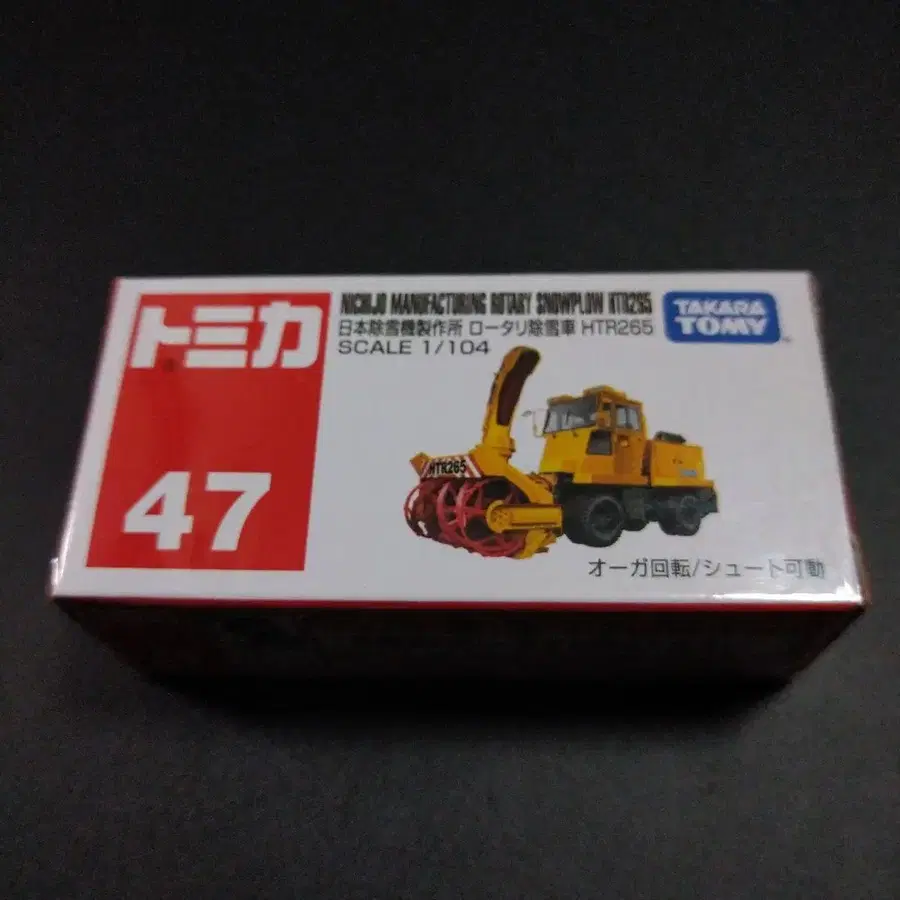 トミカ
47
NICHIJO MANUFACTURING ROTARY SNOWPLOW HTR265
日本除雪機製作所 ロータリ除雪車 HTR265
SCALE 1/104
TAKARA
TOMY
HTR265
オーガ回転/シュート可動